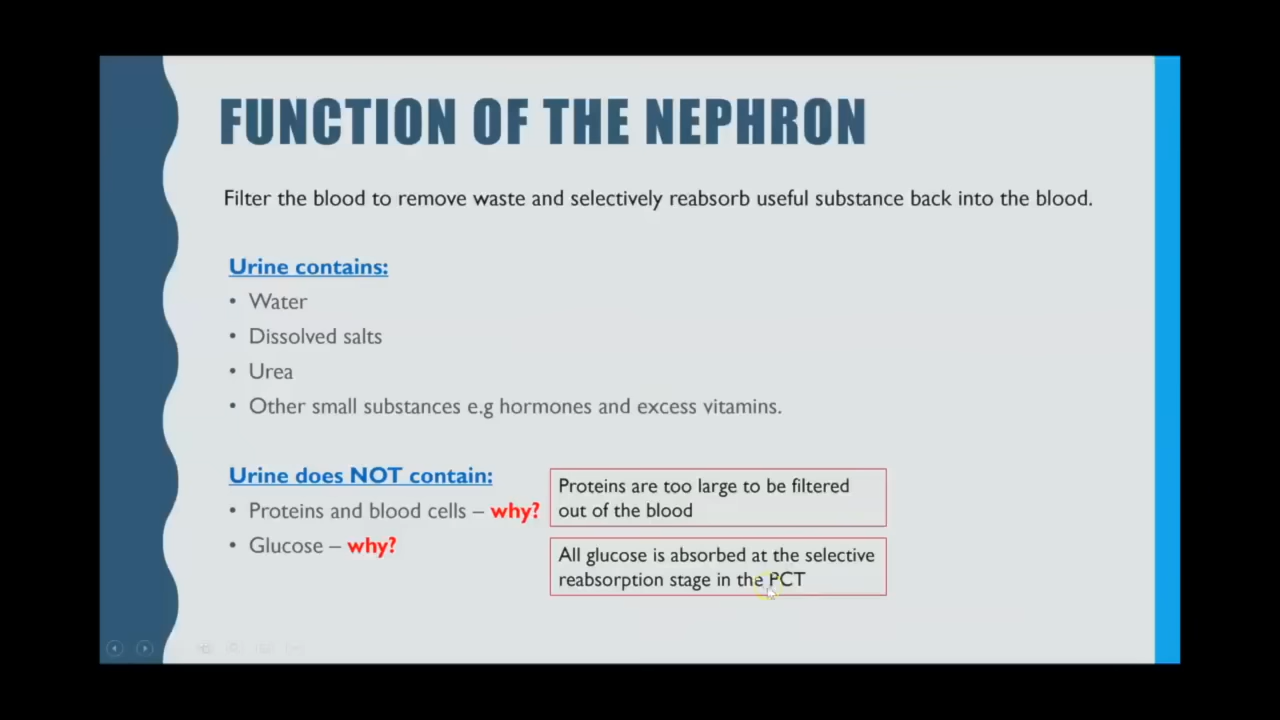 FUNCTION OF THE NEPHRON
Filter the blood to remove waste and selectively reabsorb useful substance back into the blood.
Urine contains:
• Water
• Dissolved salts
• Urea
• Other small substances e.g hormones and excess vitamins.
Urine does NOT contain:
• Proteins and blood cells – why?
• Glucose – why?
Proteins are too large to be filtered
out of the blood
All glucose is absorbed at the selective
reabsorption stage in the PCT